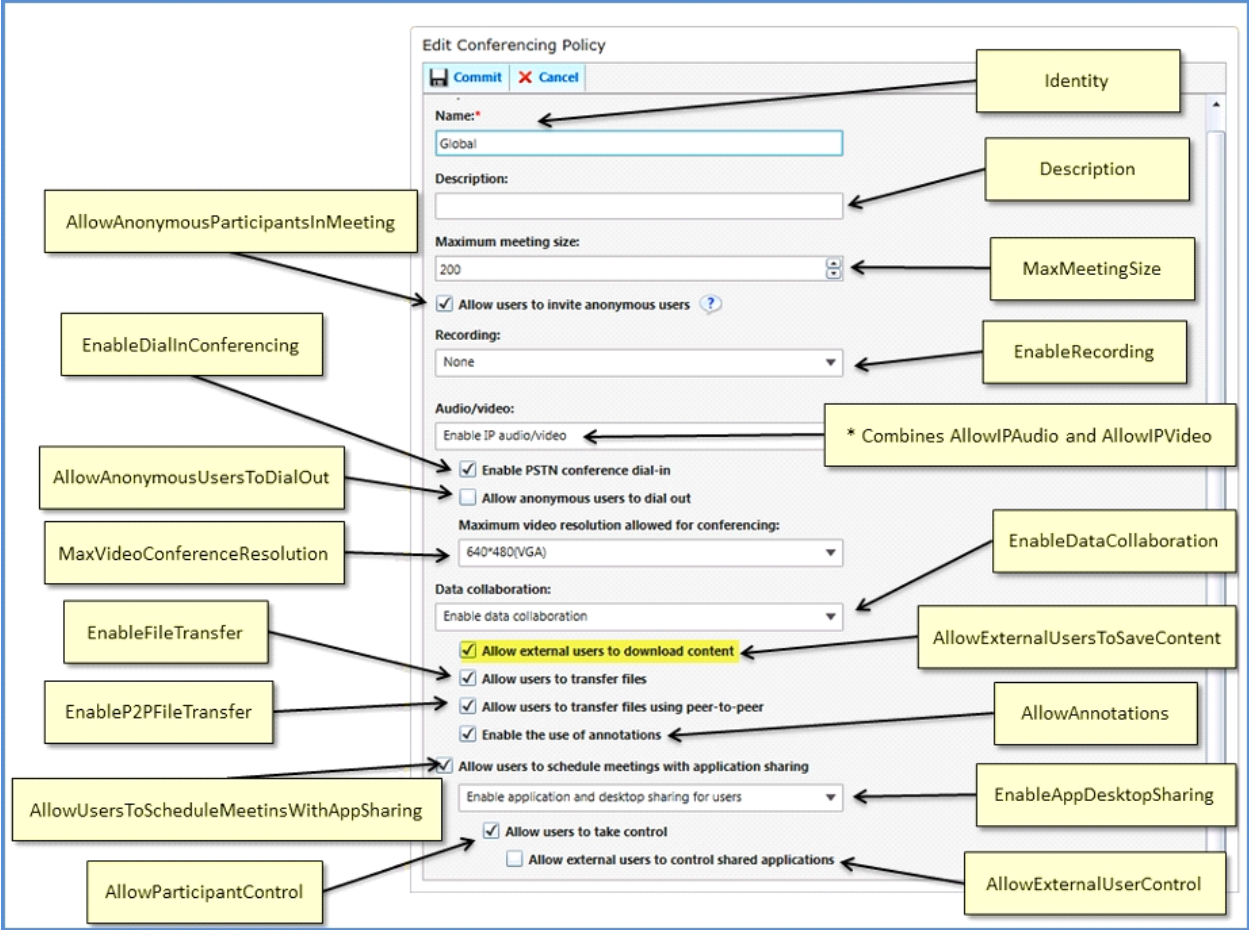 Edit Conferencing Policy
Commit Cancel
Identity
Name:*
Global
Description
Description:
AllowAnonymousParticipantsInMeeting
Maximum meeting size:
200
MaxMeetingSize
Allow users to invite anonymous users ?
EnableDialInConferencing
Recording:
None
EnableRecording
Audio/video:
Enable IP audio/video
* Combines AllowIPAudio and AllowIPVideo
Enable PSTN conference dial-in
AllowAnonymousUsersToDialOut
Allow anonymous users to dial out
Maximum video resolution allowed for conferencing:
MaxVideoConferenceResolution
640*480(VGA)
EnableDataCollaboration
Data collaboration:
Enable data collaboration
EnableFileTransfer
AllowExternalUsersToSaveContent
Allow external users to download content
Allow users to transfer files
EnableP2PFileTransfer
Allow users to transfer files using peer-to-peer
AllowAnnotations
Enable the use of annotations
Allow users to schedule meetings with application sharing
AllowUsersToScheduleMeetinsWithAppSharing
Enable application and desktop sharing for users
EnableAppDesktopSharing
Allow users to take control
Allow external users to control shared applications
AllowParticipantControl
AllowExternalUserControl